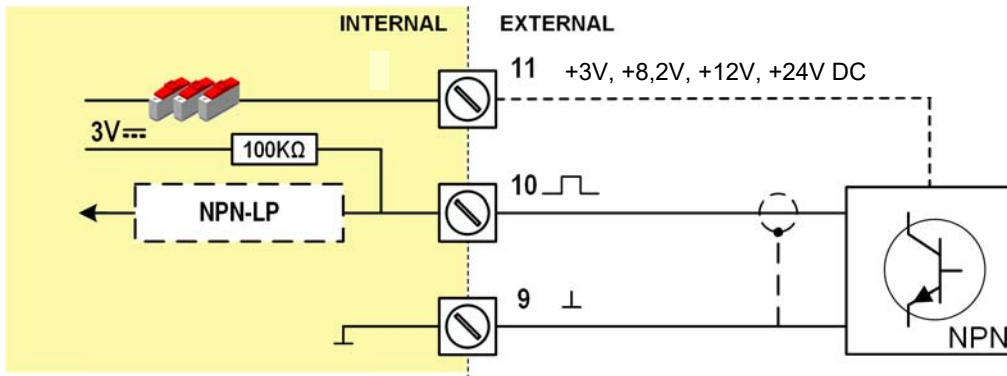 INTERNAL EXTERNAL
11 +3V, +8,2V, +12V, +24V DC
3V
100KΩ
10
NPN-LP
9
NPN